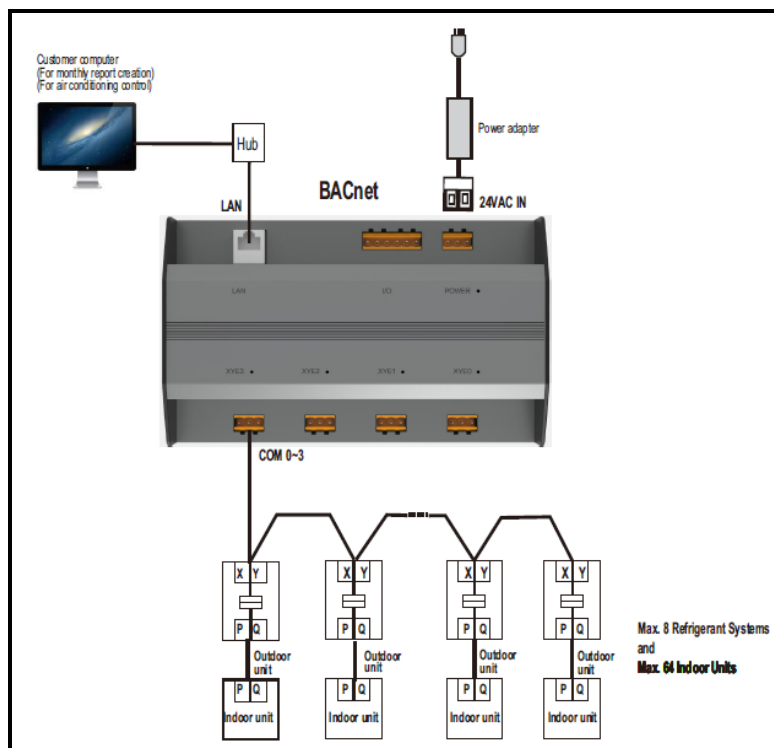 Customer computer
(For monthly report creation)
(For air conditioning control)
Hub
Power adapter
BACnet
LAN
24VAC IN
LAN
I/O
POWER
XYE3
XYE2
XYE1
XYE0
COM 0~3
X Y
X Y
X Y
X Y
P Q
P Q
P Q
P Q
Outdoor
unit
Outdoor
unit
Outdoor
unit
Outdoor
unit
P Q
P Q
P Q
P Q
Indoor unit
Indoor unit
Indoor unit
Indoor unit
Max. 8 Refrigerant Systems
and
Max. 64 Indoor Units